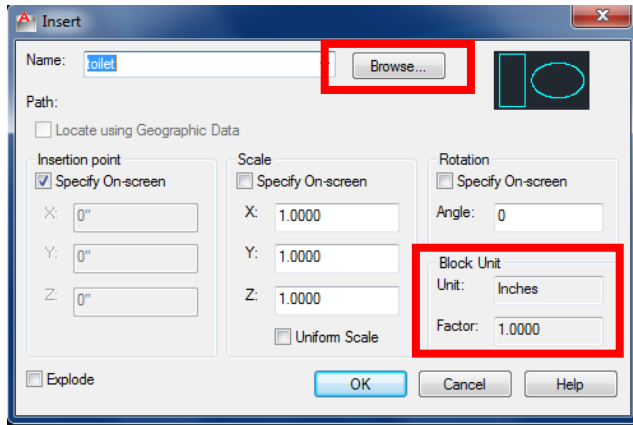 Insert
Name: toilet Browse...
Path:
Locate using Geographic Data
Insertion point
Specify On-screen
X: 0"
Y: 0"
Z: 0"
Scale
Specify On-screen
X: 1.0000
Y: 1.0000
Z: 1.0000
Uniform Scale
Rotation
Specify On-screen
Angle: 0
Block Unit
Unit: Inches
Factor: 1.0000
Explode
OK Cancel Help